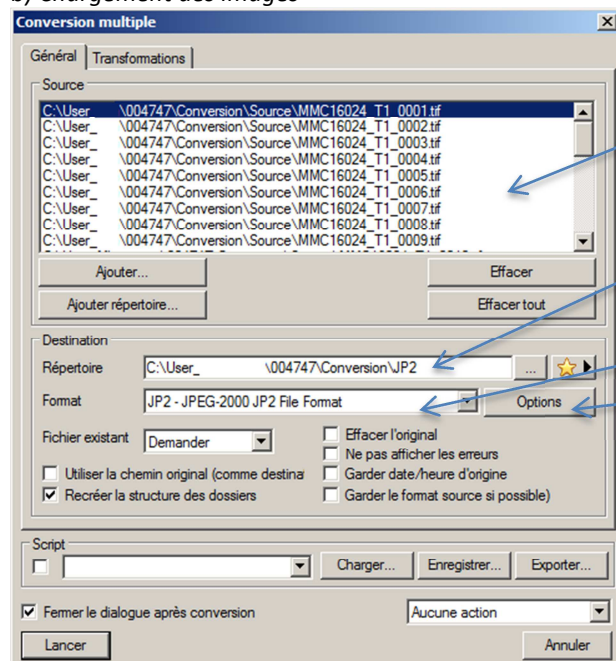 b) Chargement des images
Conversion multiple
Général Transformations
Source
C:\User_ \004747\Conversion\Source\MMC16024_T1_0001.tif
C:\User_ \004747\Conversion\Source\MMC16024_T1_0002.tif
C:\User_ \004747\Conversion\Source\MMC16024_T1_0003.tif
C:\User_ \004747\Conversion\Source\MMC16024_T1_0004.tif
C:\User_ \004747\Conversion\Source\MMC16024_T1_0005.tif
C:\User_ \004747\Conversion\Source\MMC16024_T1_0006.tif
C:\User_ \004747\Conversion\Source\MMC16024_T1_0007.tif
C:\User_ \004747\Conversion\Source\MMC16024_T1_0008.tif
C:\User_ \004747\Conversion\Source\MMC16024_T1_0009.tif
Ajouter... Effacer
Ajouter répertoire... Effacer tout
Destination
Répertoire C:\User_ \004747\Conversion\JP2 ...
Format JP2 - JPEG-2000 JP2 File Format Options
Fichier existant Demander Effacer l'original
Ne pas afficher les erreurs
Utiliser la chemin original (comme destina Garder date/heure d'origine
Recréer la structure des dossiers Garder le format source si possible)
Script
Charger... Enregistrer... Exporter...
Fermer le dialogue après conversion Aucune action
Lancer Annuler